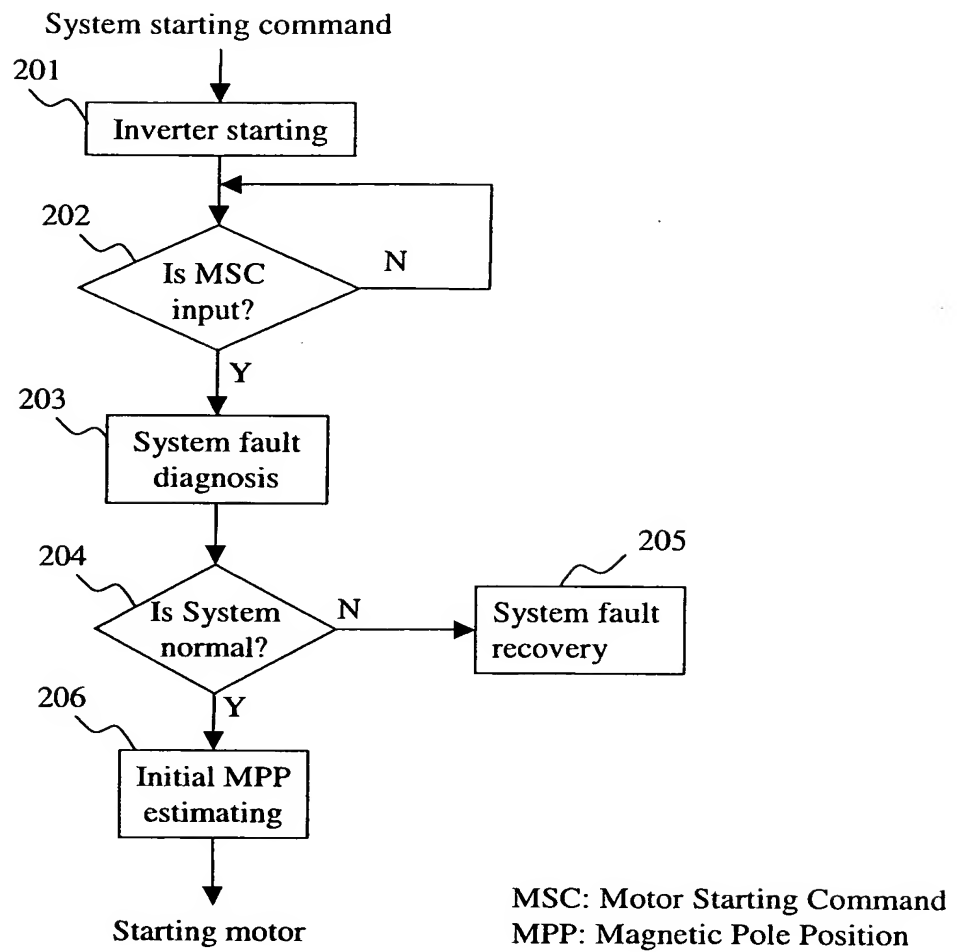 System starting command
201
Inverter starting
202
Is MSC
input?
N
Y
203
System fault
diagnosis
204
Is System
normal?
N
205
System fault
recovery
Y
206
Initial MPP
estimating
Starting motor
MSC: Motor Starting Command
MPP: Magnetic Pole Position